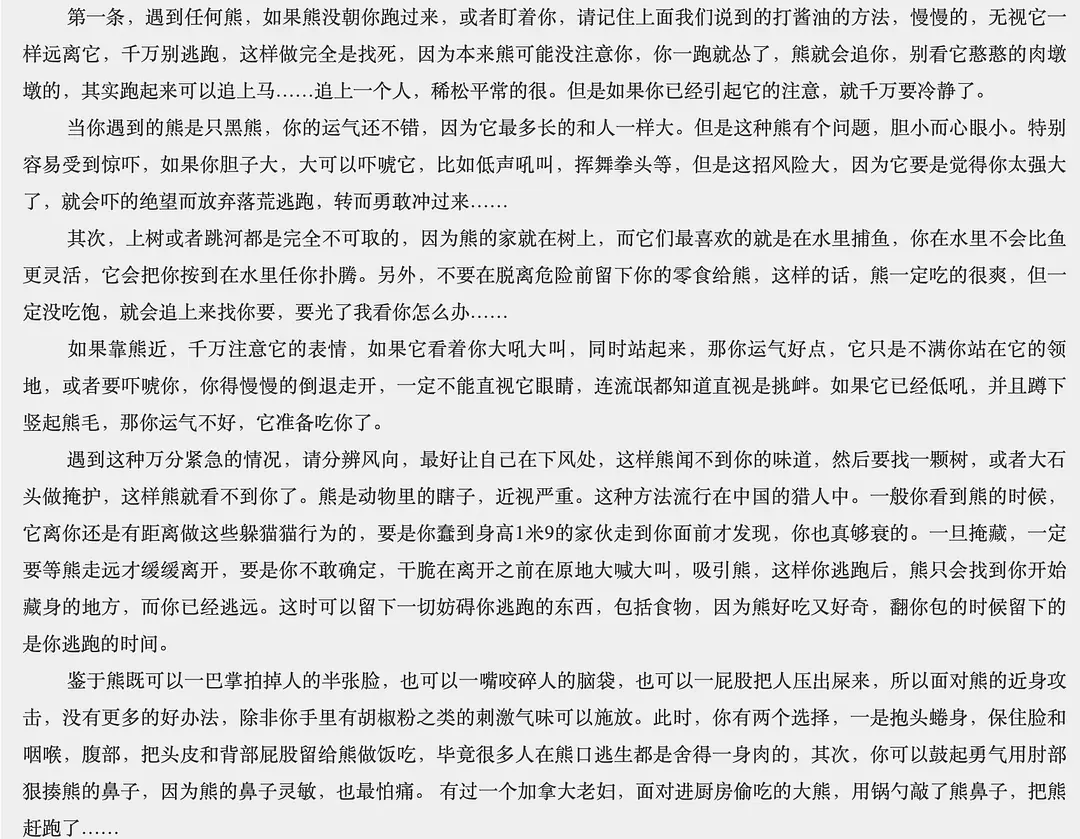 第一条，遇到任何熊，如果熊没朝你跑过来，或者盯着你，请记住上面我们说到的打酱油的方法，慢慢的，无视它一
样远离它，千万别逃跑，这样做完全是找死，因为本来熊可能没注意你，你一跑就怂了，熊就会追你，别看它憨憨的肉墩
墩的，其实跑起来可以追上马……追上一个人，稀松平常的很。但是如果你已经引起它的注意，就千万要冷静了。
当你遇到的熊是只黑熊，你的运气还不错，因为它最多长的和人一样大。但是这种熊有个问题，胆小而心眼小。特别
容易受到惊吓，如果你胆子大，大可以吓唬它，比如低声吼叫，挥舞拳头等，但是这招风险大，因为它要是觉得你太强大
了，就会吓的绝望而放弃落荒逃跑，转而勇敢冲过来……
其次，上树或者跳河都是完全不可取的，因为熊的家就在树上，而它们最喜欢的就是在水里捕鱼，你在水里不会比鱼
更灵活，它会把你按到在水里任你扑腾。另外，不要在脱离危险前留下你的零食给熊，这样的话，熊一定吃的很爽，但一
定没吃饱，就会追上来找你要，要光了我看你怎么办……
如果靠熊近，千万注意它的表情，如果它看着你大吼大叫，同时站起来，那你运气好点，它只是不满你站在它的领
地，或者要吓唬你，你得慢慢的倒退走开，一定不能直视它眼睛，连流氓都知道直视是挑衅。如果它已经低吼，并且蹲下
竖起熊毛，那你运气不好，它准备吃你了。
遇到这种万分紧急的情况，请分辨风向，最好让自己在下风处，这样熊闻不到你的味道，然后要找一颗树，或者大石
头做掩护，这样熊就看不到你了。熊是动物里的瞎子，近视严重。这种方法流行在中国的猎人中。一般你看到熊的时候，
它离你还是有距离做这些躲猫猫行为的，要是你蠢到身高1米9的家伙走到你面前才发现，你也真够衰的。一旦掩藏，一定
要等熊走远才缓缓离开，要是你不敢确定，干脆在离开之前在原地大喊大叫，吸引熊，这样你逃跑后，熊只会找到你开始
藏身的地方，而你已经逃远。这时可以留下一切妨碍你逃跑的东西，包括食物，因为熊好吃又好奇，翻你包的时候留下的
是你逃跑的时间。
鉴于熊既可以一巴掌拍掉人的半张脸，也可以一嘴咬碎人的脑袋，也可以一屁股把人压出屎来，所以面对熊的近身攻
击，没有更多的好办法，除非你手里有胡椒粉之类的刺激气味可以施放。此时，你有两个选择，一是抱头蜷身，保住脸和
咽喉，腹部，把头皮和背部屁股留给熊做饭吃，毕竟很多人在熊口逃生都是舍得一身肉的，其次，你可以鼓起勇气用肘部
狠揍熊的鼻子，因为熊的鼻子灵敏，也最怕痛。 有过一个加拿大老妇，面对进厨房偷吃的大熊，用锅勺敲了熊鼻子，把熊
赶跑了……